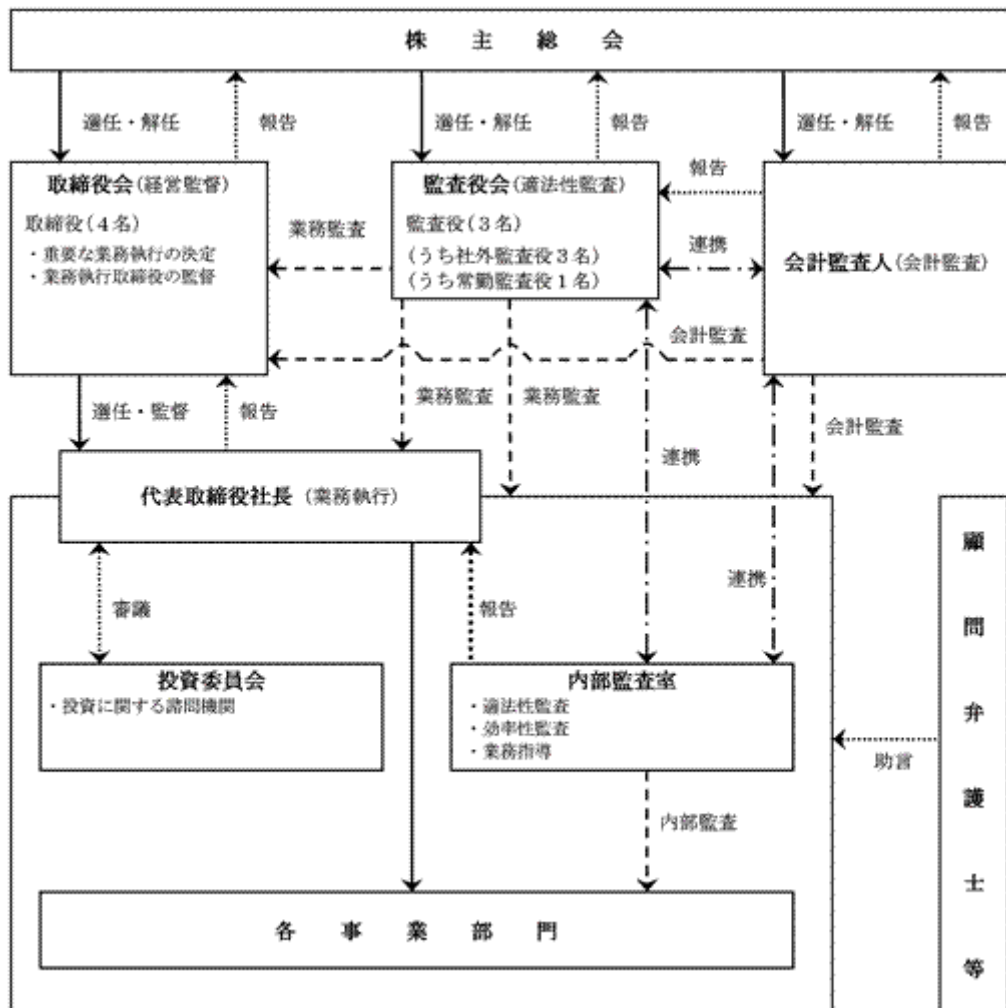 株主総会
選任・解任
報告
選任・解任
報告
選任・解任
報告
取締役会(経営監督)
取締役(4名)
・重要な業務執行の決定
・業務執行取締役の監督
業務監査
監査役会(適法性監査)
監査役(3名)
(うち社外監査役3名)
(うち常勤監査役1名)
報告
連携
会計監査人(会計監査)
会計監査
選任・監督
報告
業務監査
業務監査
会計監査
連携
代表取締役社長(業務執行)
連携
審議
報告
投資委員会
・投資に関する諮問機関
内部監査室
・適法性監査
・効率性監査
・業務指導
助言
顧問弁護士等
内部監査
各事業部門